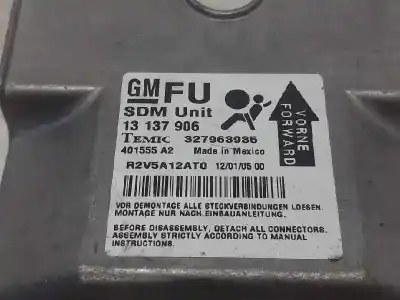 GM FU
SDM Unit
13 137 906
TEMIC 327963935
401555 A2 Made in Mexico
R2V5A12AT0 12/01/05 00
VORNE
FORWARD
VOR DEMONTAGE ALLE STECKVERBINDUNGEN LOESEN.
MONTAGE NUR NACH EINBAUANLEITUNG.
BEFORE DISASSEMBLY, DETACH ALL CONNECTORS.
ASSEMBLY STRICTLY ACCORDING TO MANUAL
INSTRUCTIONS